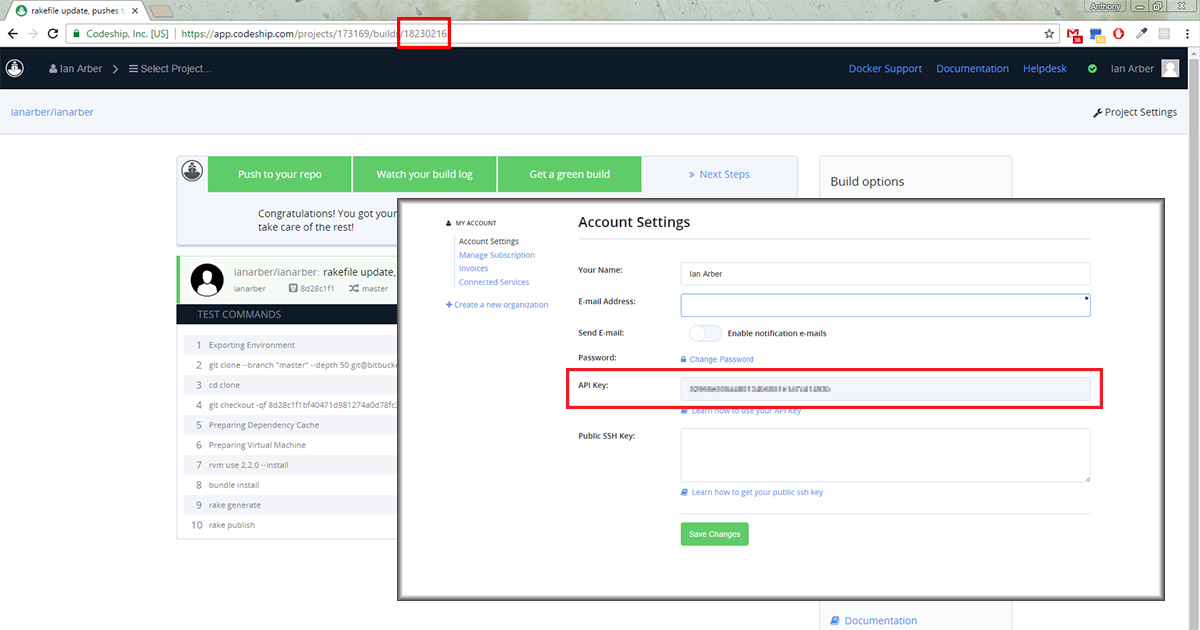 rakefile update, pushes t
Anthony
Codeship, Inc. [US] https://app.codeship.com/projects/173169/builds/18230216
Ian Arber Select Project... Docker Support Documentation Helpdesk Ian Arber
ianarber/ianarber Project Settings
Push to your repo Watch your build log Get a green build » Next Steps
Build options
Congratulations! You got your
take care of the rest!
ianarber/ianarber: rakefile update,
ianarber 8d28c1f1 master
TEST COMMANDS
1 Exporting Environment
2 git clone --branch "master" --depth 50 git@bitbucke
3 cd clone
4 git checkout -qf 8d28c1f1bf40471d981274a0d78fc3
5 Preparing Dependency Cache
6 Preparing Virtual Machine
7 rvm use 2.2.0 --install
8 bundle install
9 rake generate
10 rake publish
MY ACCOUNT
Account Settings
Manage Subscription
Invoices
Connected Services
+ Create a new organization
Account Settings
Your Name: Ian Arber
E-mail Address: *
Send E-mail: Enable notification e-mails
Password: Change Password
API Key:
Learn how to use your API Key
Public SSH Key:
Learn how to get your public ssh key
Save Changes
Documentation